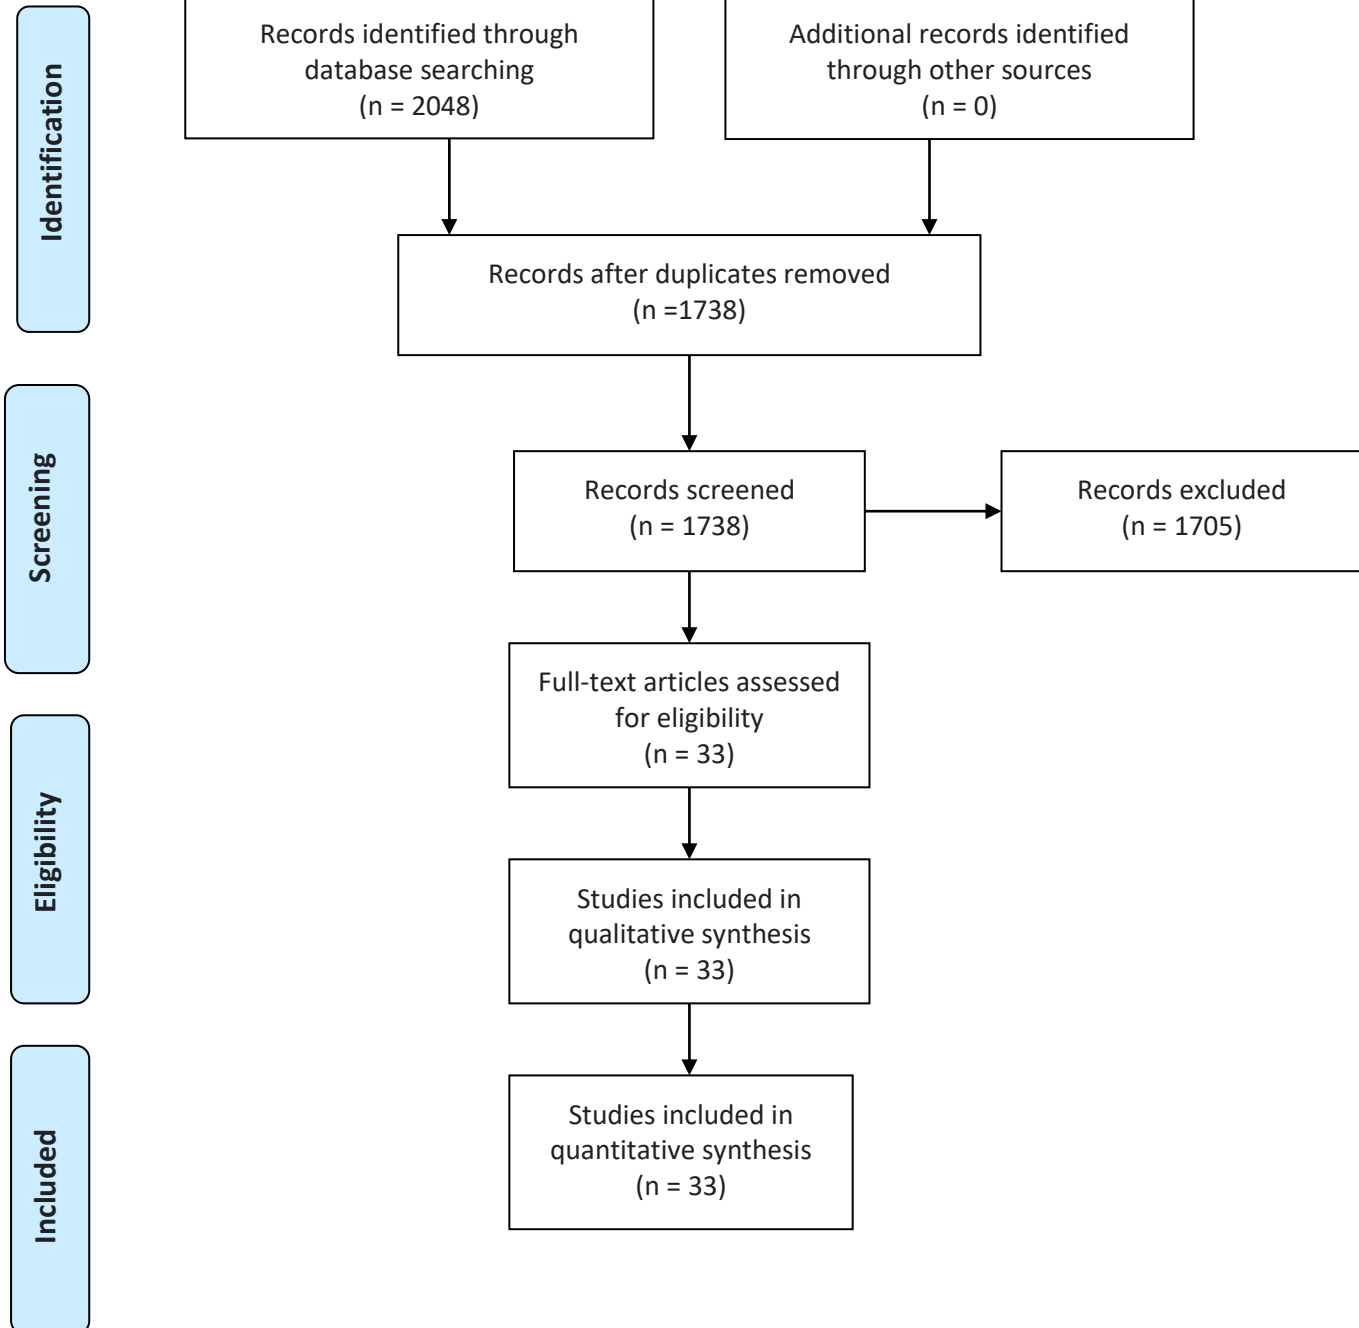 Identification
Records identified through
database searching
(n = 2048)
Additional records identified
through other sources
(n = 0)
Records after duplicates removed
(n =1738)
Screening
Records screened
(n = 1738)
Records excluded
(n = 1705)
Full-text articles assessed
for eligibility
(n = 33)
Eligibility
Studies included in
qualitative synthesis
(n = 33)
Included
Studies included in
quantitative synthesis
(n = 33)